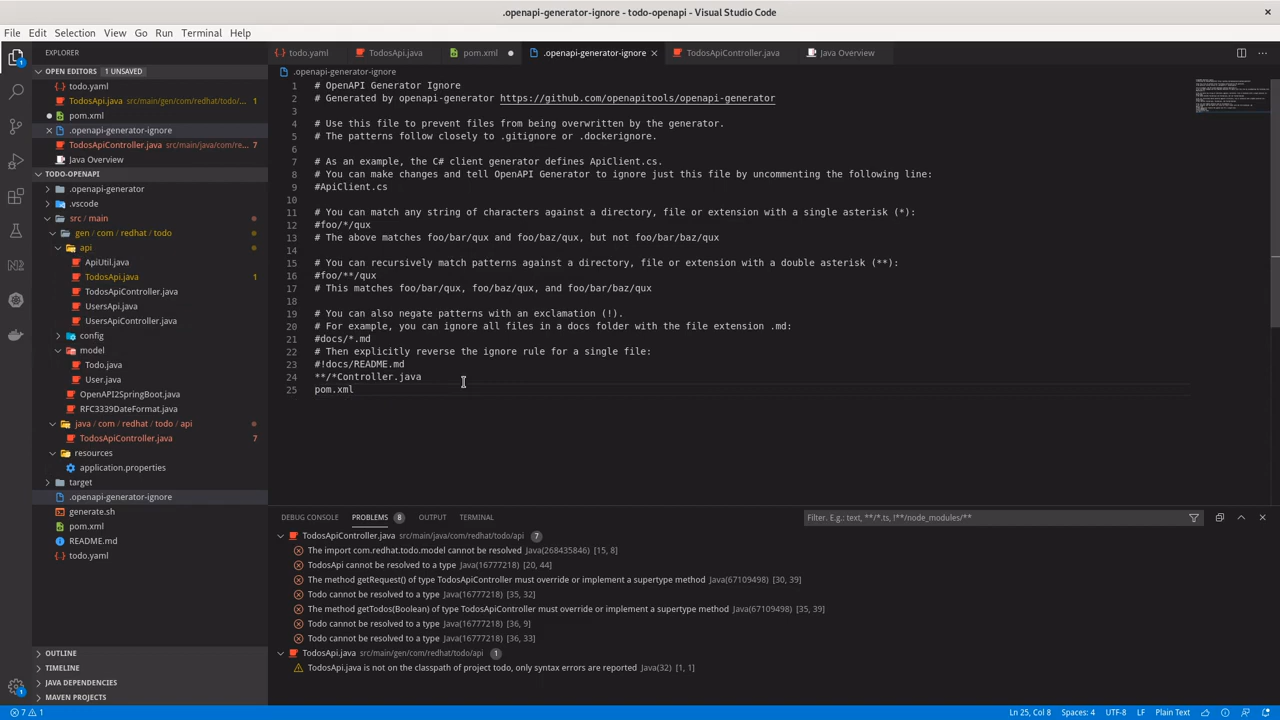 .openapi-generator-ignore - todo-openapi - Visual Studio Code
File Edit Selection View Go Run Terminal Help
EXPLORER
OPEN EDITORS 1 UNSAVED
todo.yaml
TodosApi.java src/main/gen/com/redhat/todo/... 1
pom.xml
.openapi-generator-ignore
TodosApiController.java src/main/java/com/re... 7
Java Overview
TODO-OPENAPI
.openapi-generator
.vscode
src / main
gen / com / redhat / todo
api
ApiUtil.java
TodosApi.java 1
TodosApiController.java
UsersApi.java
UsersApiController.java
config
model
Todo.java
User.java
OpenAPI2SpringBoot.java
RFC3339DateFormat.java
java / com / redhat / todo / api
TodosApiController.java 7
resources
application.properties
target
.openapi-generator-ignore
generate.sh
pom.xml
README.md
todo.yaml
OUTLINE
TIMELINE
JAVA DEPENDENCIES
MAVEN PROJECTS
todo.yaml TodosApi.java pom.xml .openapi-generator-ignore TodosApiController.java Java Overview
.openapi-generator-ignore
1 # OpenAPI Generator Ignore
2 # Generated by openapi-generator https://github.com/openapitools/openapi-generator
3
4 # Use this file to prevent files from being overwritten by the generator.
5 # The patterns follow closely to .gitignore or .dockerignore.
6
7 # As an example, the C# client generator defines ApiClient.cs.
8 # You can make changes and tell OpenAPI Generator to ignore just this file by uncommenting the following line:
9 #ApiClient.cs
10
11 # You can match any string of characters against a directory, file or extension with a single asterisk (*):
12 #foo/*/qux
13 # The above matches foo/bar/qux and foo/baz/qux, but not foo/bar/baz/qux
14
15 # You can recursively match patterns against a directory, file or extension with a double asterisk (**):
16 #foo/**/qux
17 # This matches foo/bar/qux, foo/baz/qux, and foo/bar/baz/qux
18
19 # You can also negate patterns with an exclamation (!).
20 # For example, you can ignore all files in a docs folder with the file extension .md:
21 #docs/*.md
22 # Then explicitly reverse the ignore rule for a single file:
23 #!docs/README.md
24 **/*Controller.java
25 pom.xml
DEBUG CONSOLE PROBLEMS 8 OUTPUT TERMINAL Filter. E.g.: text, **/*.ts, !**/node_modules/**
TodosApiController.java src/main/java/com/redhat/todo/api 7
The import com.redhat.todo.model cannot be resolved Java(268435846) [15, 8]
TodosApi cannot be resolved to a type Java(16777218) [20, 44]
The method getRequest() of type TodosApiController must override or implement a supertype method Java(67109498) [30, 39]
Todo cannot be resolved to a type Java(16777218) [35, 32]
The method getTodos(Boolean) of type TodosApiController must override or implement a supertype method Java(67109498) [35, 39]
Todo cannot be resolved to a type Java(16777218) [36, 9]
Todo cannot be resolved to a type Java(16777218) [36, 33]
TodosApi.java src/main/gen/com/redhat/todo/api 1
TodosApi.java is not on the classpath of project todo, only syntax errors are reported Java(32) [1, 1]
7 1 Ln 25, Col 8 Spaces: 4 UTF-8 LF Plain Text